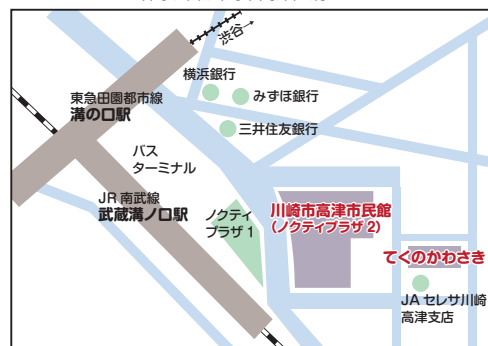 渋谷→
横浜銀行
みずほ銀行
東急田園都市線
溝の口駅
三井住友銀行
バス
ターミナル
JR 南武線
武蔵溝ノ口駅
ノクティ
プラザ 1
川崎市高津市民館
(ノクティプラザ 2)
てくのかわさき
JA セレサ川崎
高津支店